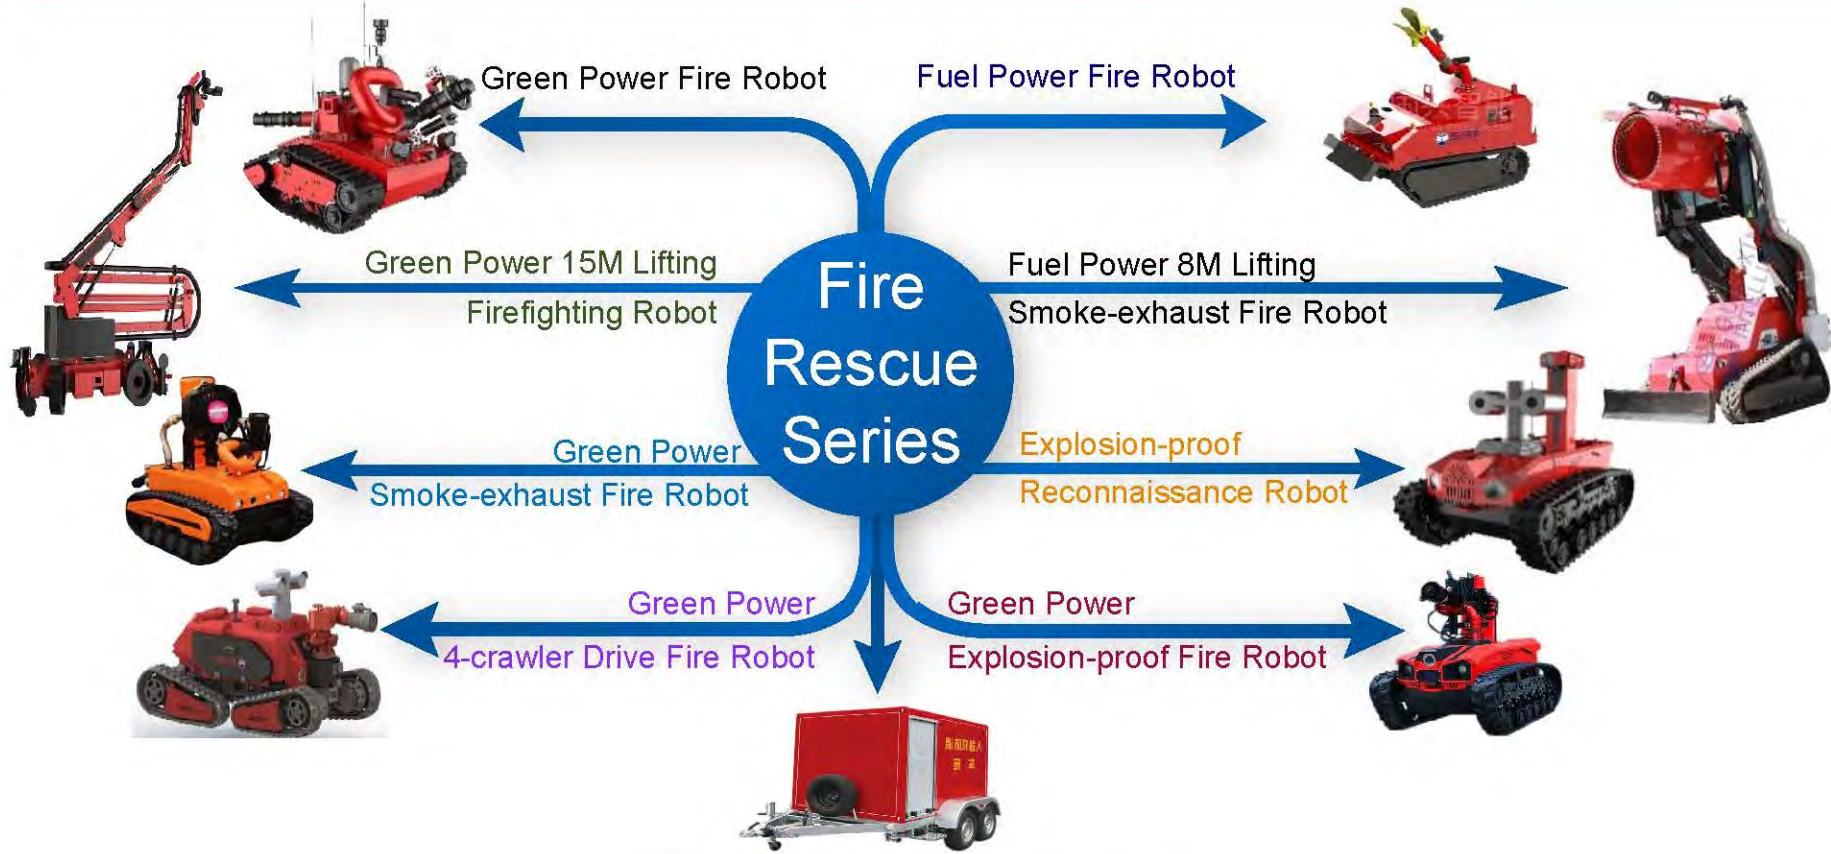 Green Power Fire Robot
Fuel Power Fire Robot
Green Power 15M Lifting
Firefighting Robot
Fire
Rescue
Series
Fuel Power 8M Lifting
Smoke-exhaust Fire Robot
Green Power
Smoke-exhaust Fire Robot
Explosion-proof
Reconnaissance Robot
Green Power
4-crawler Drive Fire Robot
Green Power
Explosion-proof Fire Robot